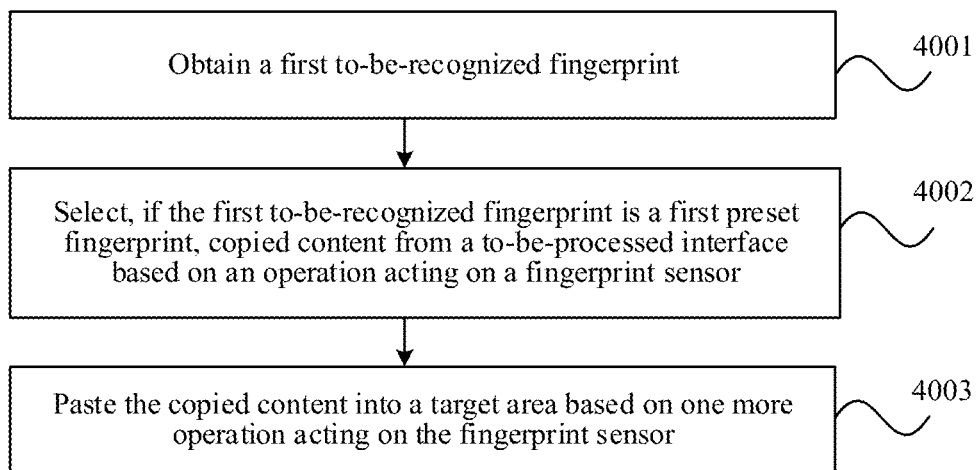 Obtain a first to-be-recognized fingerprint
4001
Select, if the first to-be-recognized fingerprint is a first preset
fingerprint, copied content from a to-be-processed interface
based on an operation acting on a fingerprint sensor
4002
Paste the copied content into a target area based on one more
operation acting on the fingerprint sensor
4003